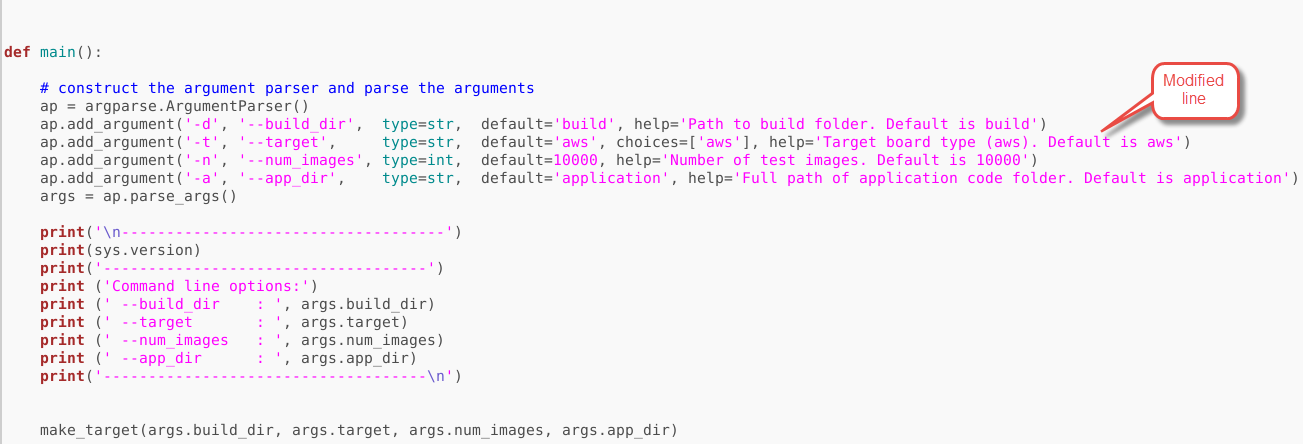 def main():
    # construct the argument parser and parse the arguments
    ap = argparse.ArgumentParser()
    ap.add_argument('-d', '--build_dir',  type=str,  default='build', help='Path to build folder. Default is build')
    ap.add_argument('-t', '--target',     type=str,  default='aws', choices=['aws'], help='Target board type (aws). Default is aws')
    ap.add_argument('-n', '--num_images', type=int,  default=10000, help='Number of test images. Default is 10000')
    ap.add_argument('-a', '--app_dir',    type=str,  default='application', help='Full path of application code folder. Default is application')
    args = ap.parse_args()
    print('\n------------------------------------')
    print(sys.version)
    print('------------------------------------')
    print ('Command line options:')
    print (' --build_dir    : ', args.build_dir)
    print (' --target       : ', args.target)
    print (' --num_images   : ', args.num_images)
    print (' --app_dir      : ', args.app_dir)
    print('------------------------------------\n')
    make_target(args.build_dir, args.target, args.num_images, args.app_dir)
Modified
line